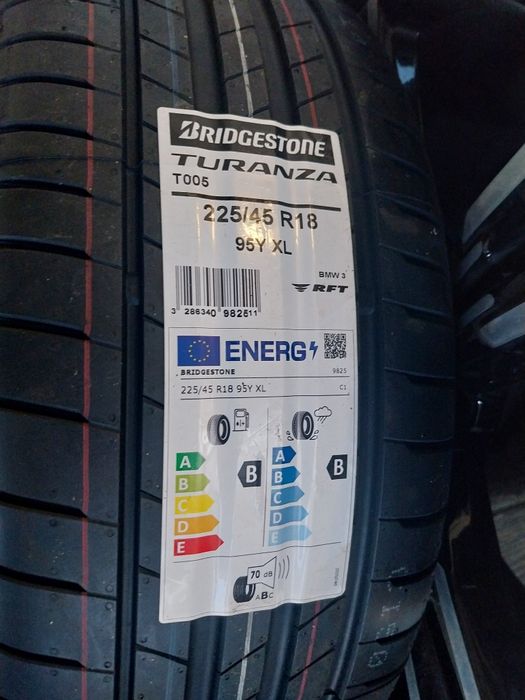 BRIDGESTONE
TURANZA
T005
225/45 R18
95Y XL
BMW 3
RFT
3 286340 982511
ENERG
BRIDGESTONE
9825
225/45 R18 95Y XL
C1
A
B
C
D
E
B
A
B
C
D
E
B
70 dB
ABC